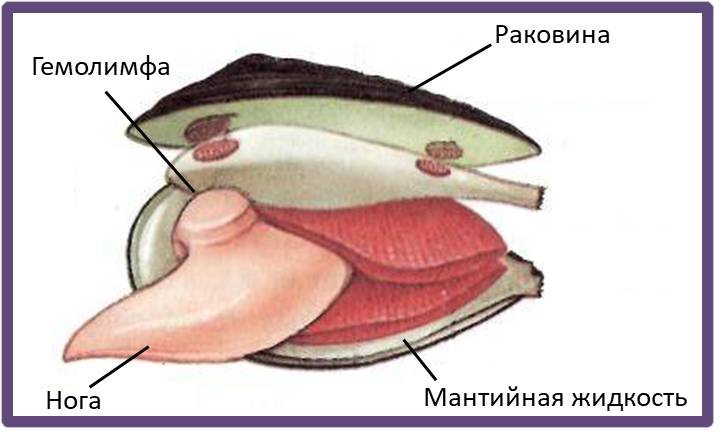 Раковина
Гемолимфа
Нога
Мантийная жидкость